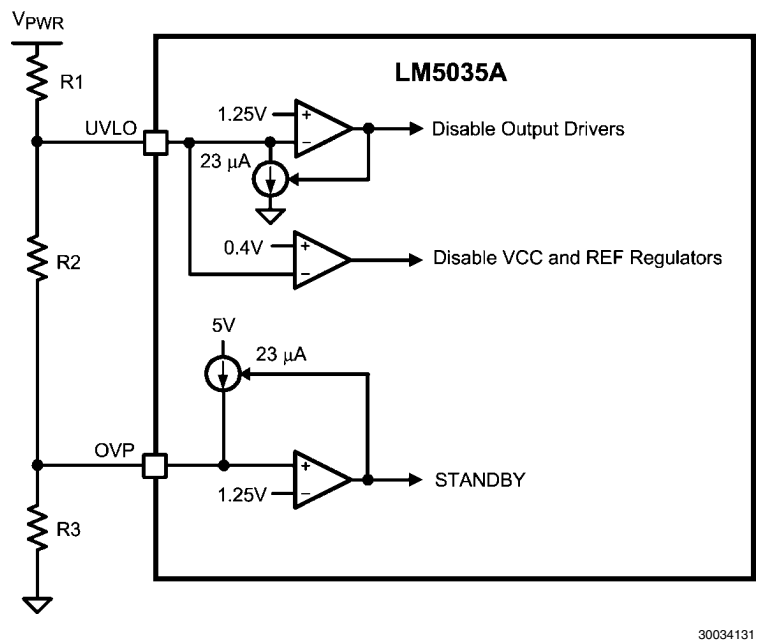 VPWR
R1
LM5035A
1.25V
+
UVLO
−
Disable Output Drivers
23 μA
0.4V
+
−
Disable VCC and REF Regulators
R2
5V
23 μA
OVP
+
1.25V
−
STANDBY
R3
30034131